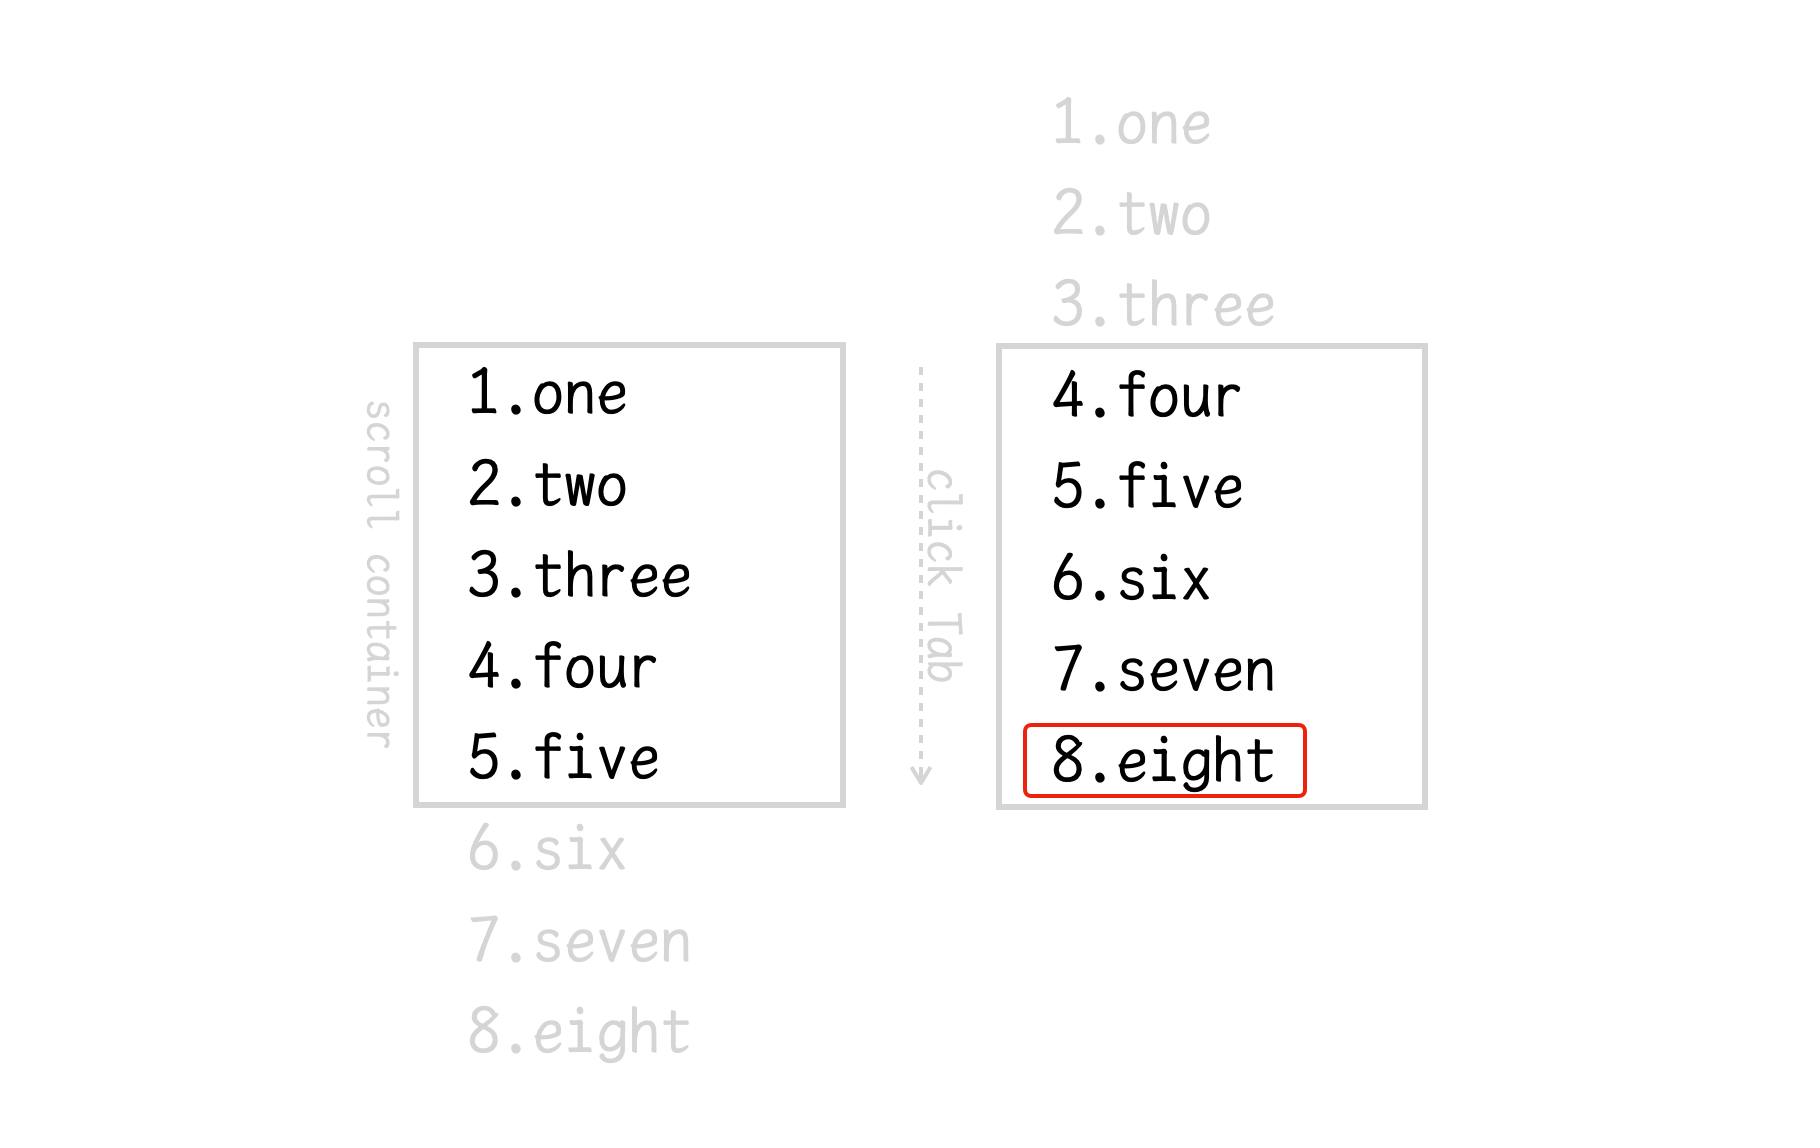 scroll container
1.one
2.two
3.three
4.four
5.five
6.six
7.seven
8.eight
click Tab
1.one
2.two
3.three
4.four
5.five
6.six
7.seven
8.eight